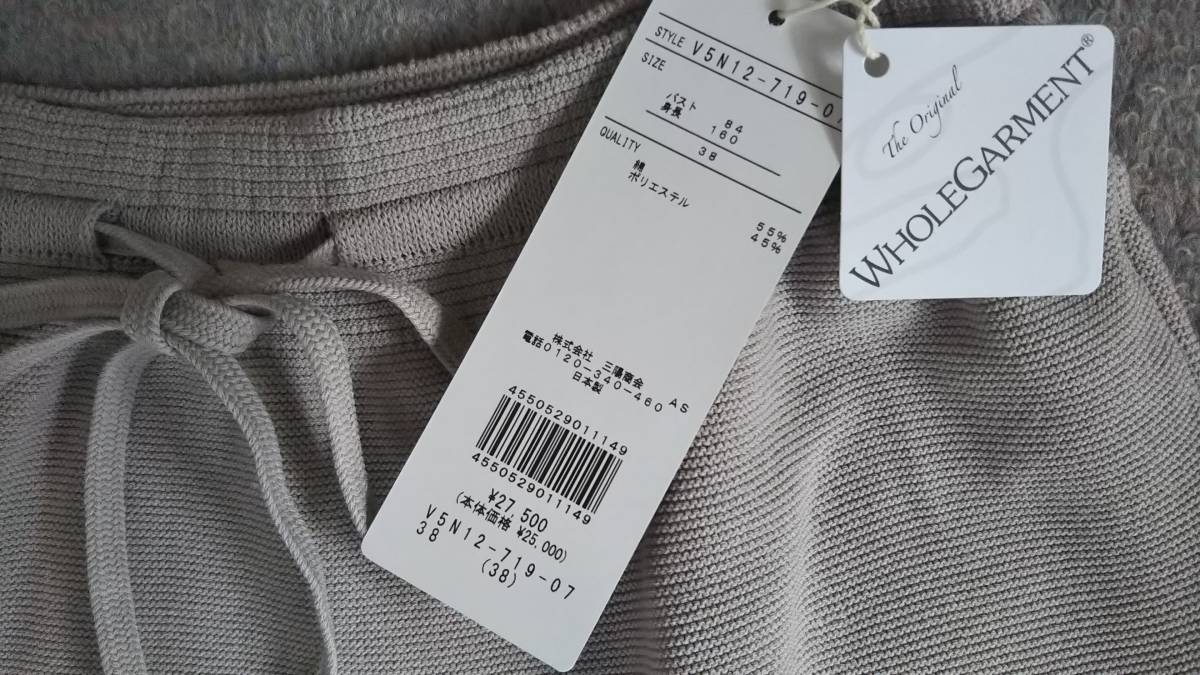 STYLE V5N12-719-07
SIZE
バスト 84
身長 160
38
QUALITY
綿 55%
ポリエステル 45%
株式会社 三陽商会
電話0120-340-460 AS
日本製
4550529011149
4550529011149
¥27,500
(本体価格 ¥25,000)
V5N12-719-07
38 (38)
The Original
WHOLEGARMENT®